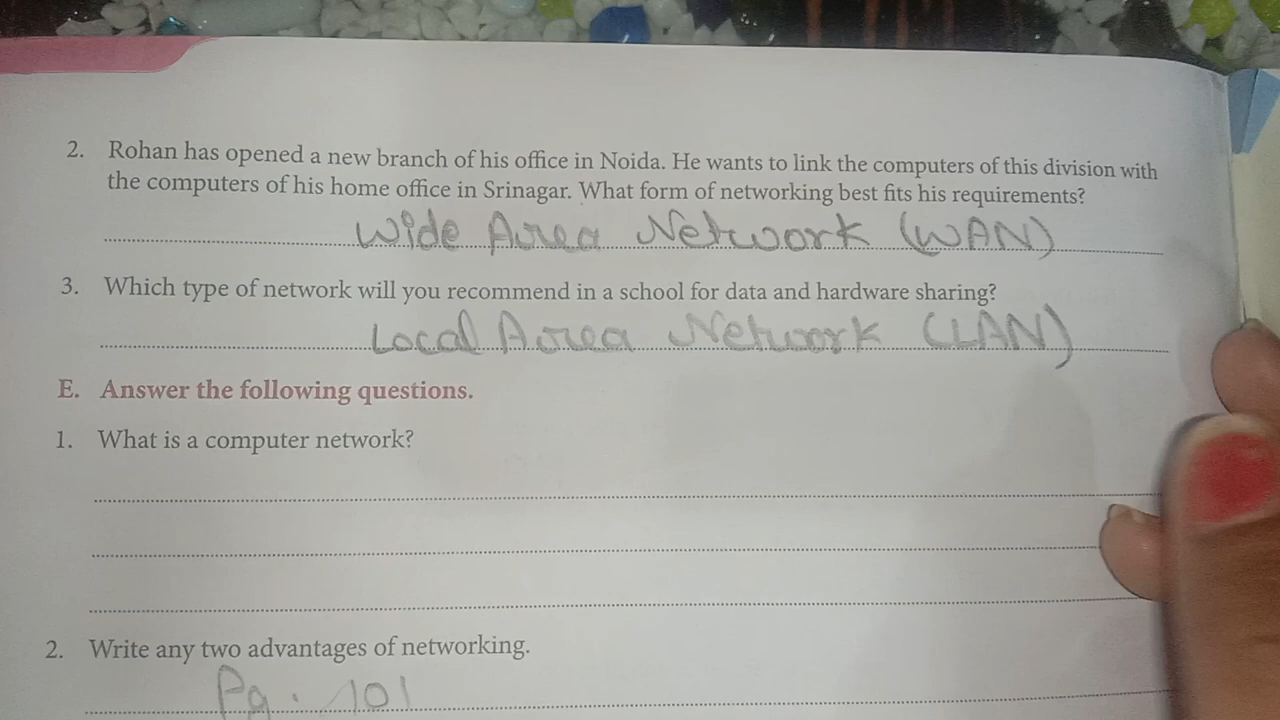 2. Rohan has opened a new branch of his office in Noida. He wants to link the computers of this division with
the computers of his home office in Srinagar. What form of networking best fits his requirements?
Wide Area Network (WAN)
3. Which type of network will you recommend in a school for data and hardware sharing?
Local Area Network (LAN)
E. Answer the following questions.
1. What is a computer network?
2. Write any two advantages of networking.
Pg. 101